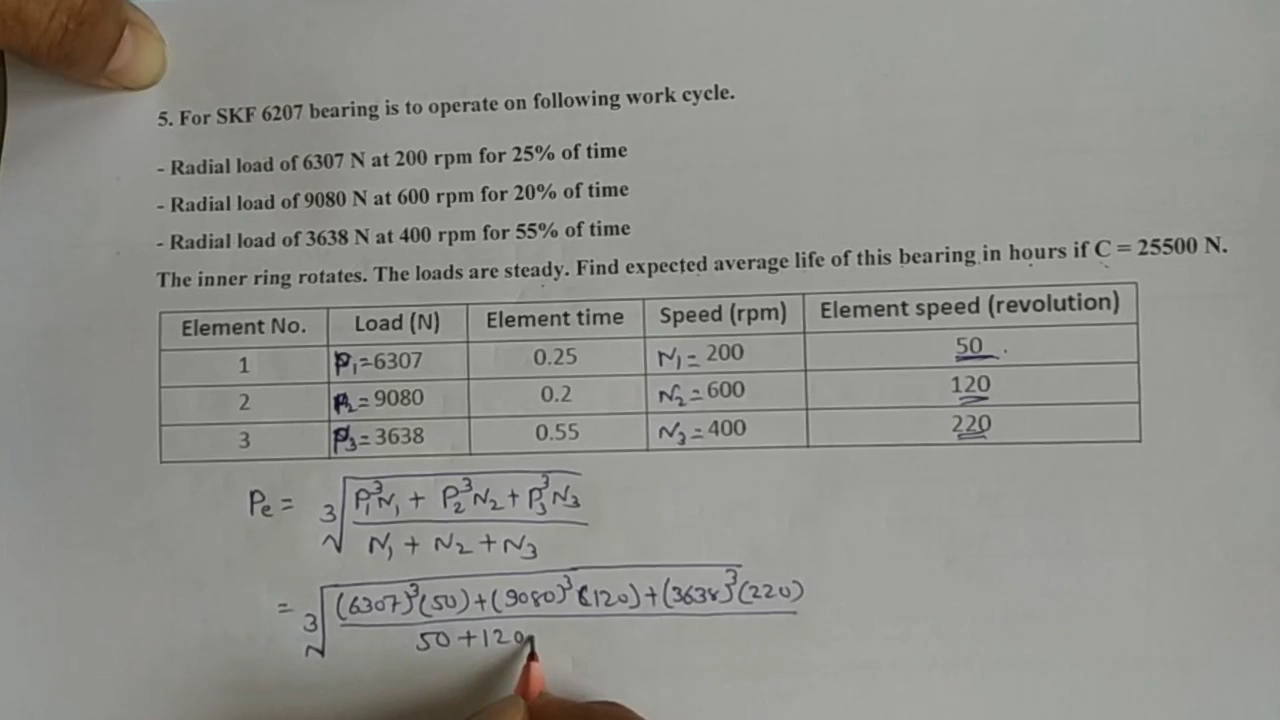 5. For SKF 6207 bearing is to operate on following work cycle.
- Radial load of 6307 N at 200 rpm for 25% of time
- Radial load of 9080 N at 600 rpm for 20% of time
- Radial load of 3638 N at 400 rpm for 55% of time
The inner ring rotates. The loads are steady. Find expected average life of this bearing in hours if C = 25500 N.
Element No. Load (N) Element time Speed (rpm) Element speed (revolution)
1 P₁=6307 0.25 N₁= 200 50
2 P₂= 9080 0.2 N₂=600 120
3 P₃= 3638 0.55 N₃=400 220
Pe = ∛(P₁³N₁ + P₂³N₂ + P₃³N₃
N₁ + N₂ + N₃)
= ∛((6307)³(50)+(9080)³(120)+(3638)³(220)
50+120)